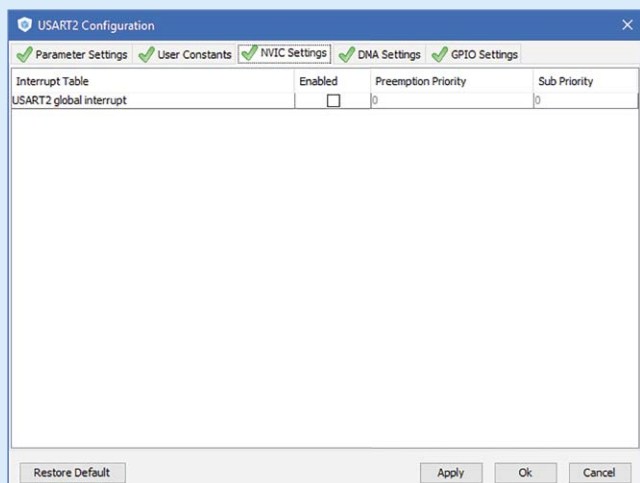 USART2 Configuration
Parameter Settings User Constants NVIC Settings DNA Settings GPIO Settings
Interrupt Table Enabled Preemption Priority Sub Priority
USART2 global interrupt 0 0
Restore Default Apply Ok Cancel